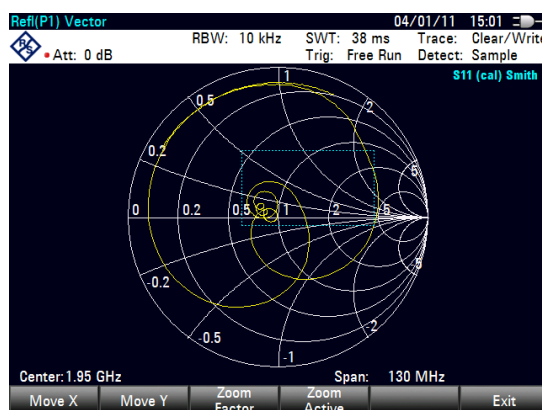 Refl(P1) Vector 04/01/11 15:01
RBW: 10 kHz SWT: 38 ms Trace: Clear/Write
R&S • Att: 0 dB Trig: Free Run Detect: Sample
S11 (cal) Smith
1
0.5 2
0.2 5
0 0.2 0.5 1 2 5
-0.2 -5
-0.5 -2
-1
Center: 1.95 GHz Span: 130 MHz
Move X Move Y Zoom Factor Zoom Active Exit